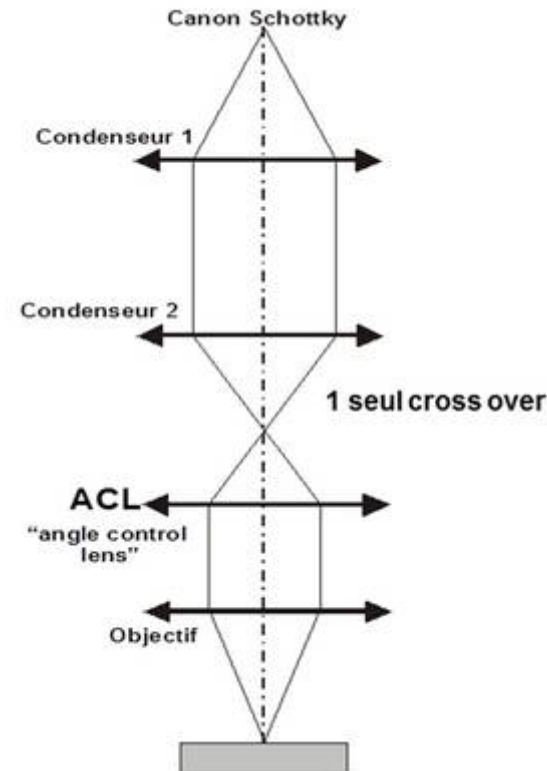 Canon Schottky
Condenseur 1
Condenseur 2
1 seul cross over
ACL
“angle control
lens”
Objectif